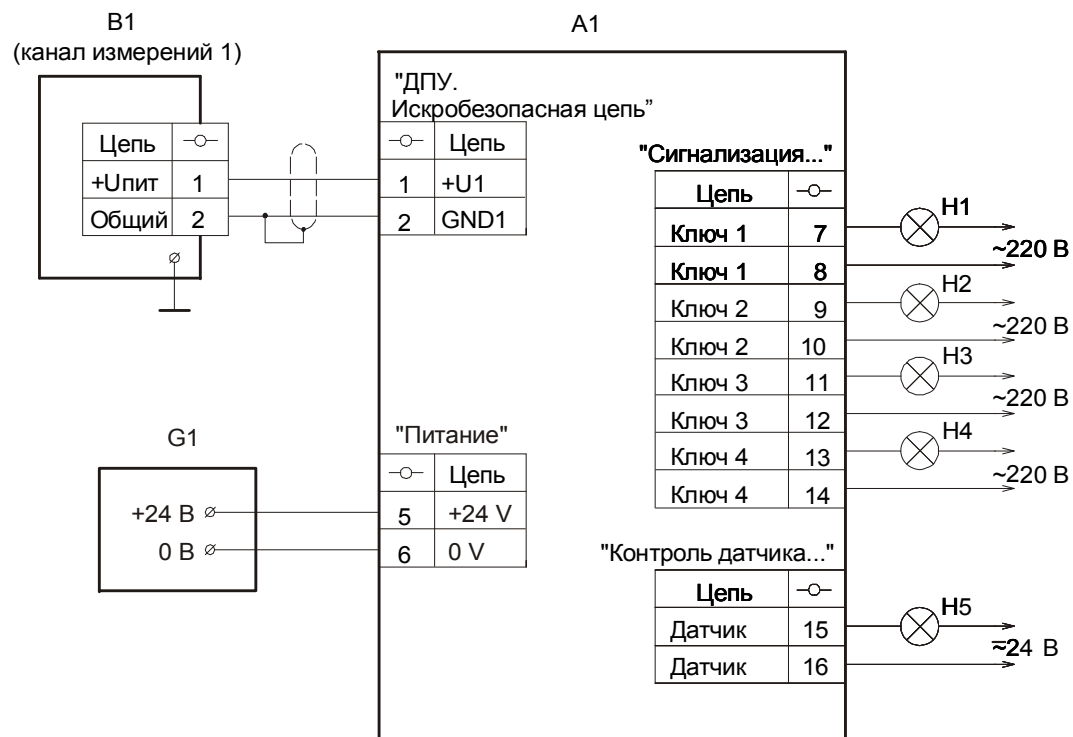 B1
(канал измерений 1)
A1
"ДПУ.
Искробезопасная цепь”
Цепь
+Uпит 1
Общий 2
Цепь
1 +U1
2 GND1
"Сигнализация..."
Цепь
Ключ 1 7
Ключ 1 8
Ключ 2 9
Ключ 2 10
Ключ 3 11
Ключ 3 12
Ключ 4 13
Ключ 4 14
H1
~220 В
H2
~220 В
H3
~220 В
H4
~220 В
G1
+24 В
0 В
"Питание"
Цепь
5 +24 V
6 0 V
"Контроль датчика..."
Цепь
Датчик 15
Датчик 16
H5
≂24 В